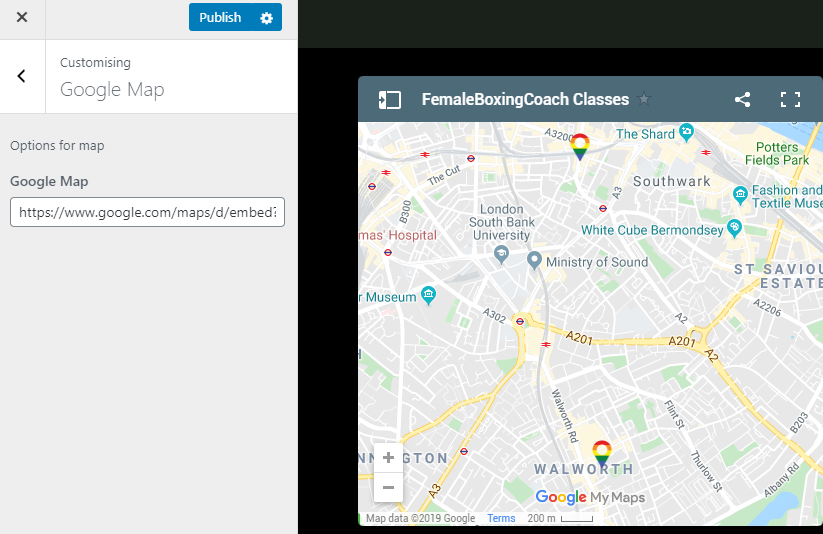 Publish
Customising
Google Map
Options for map
Google Map
https://www.google.com/maps/d/embed?
FemaleBoxingCoach Classes
A3200
The Shard
Potters
Fields Park
The Cut
Southwark
A3
B300
London
South Bank
University
Fashion and
Textile Muse
mas' Hospital
White Cube Bermondsey
Ministry of Sound
ST SAVIOU
ESTATE
r Museum
A302
A2206
A2
A201
A201
A2
Walworth Rd
Flint St
B203
NNINGTON
WALWORTH
Thurlow St
Albany Rd
A3
Google My Maps
Map data ©2019 Google
Terms
200 m